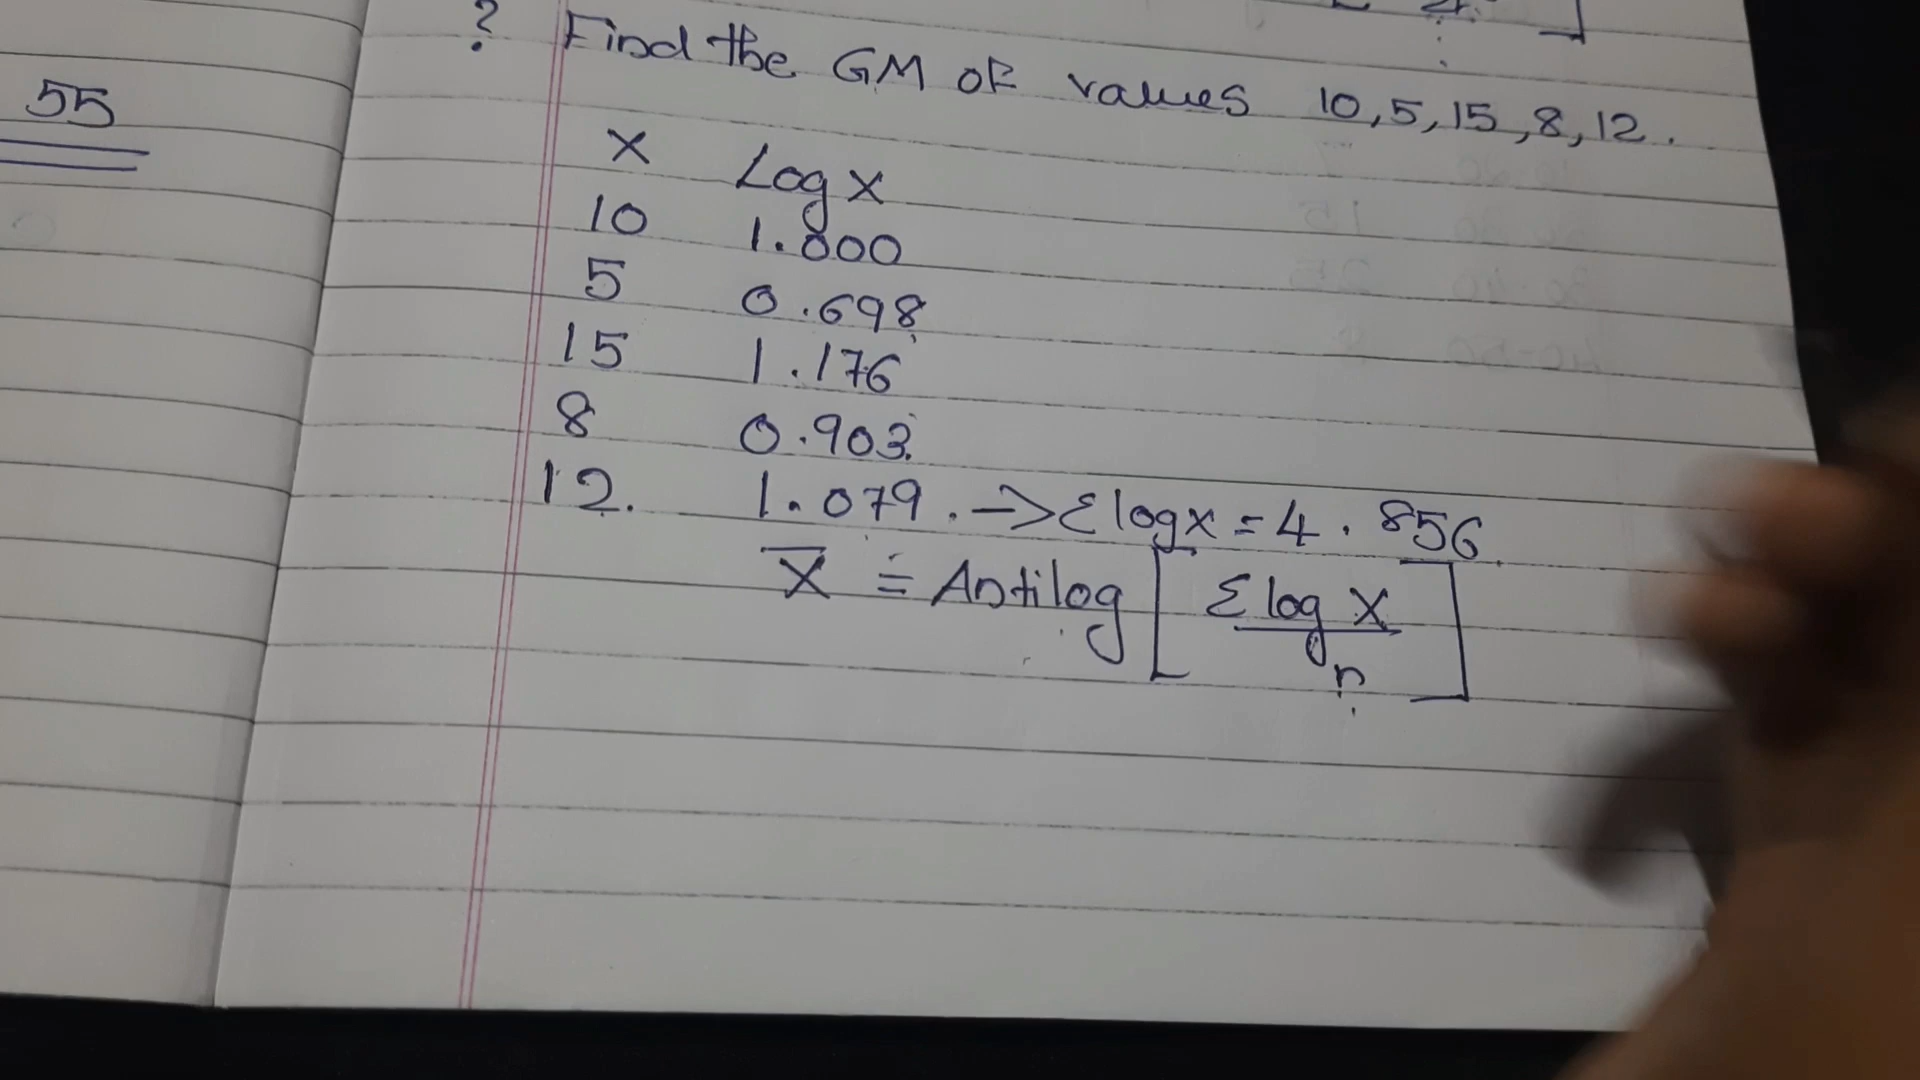 55
? Find the GM of values 10,5,15,8,12.
x Log x
10 1.000
5 0.698
15 1.176
8 0.903
12. 1.079. -> Σ log x = 4.856
x̄ = Antilog [ Σ log x
n ]